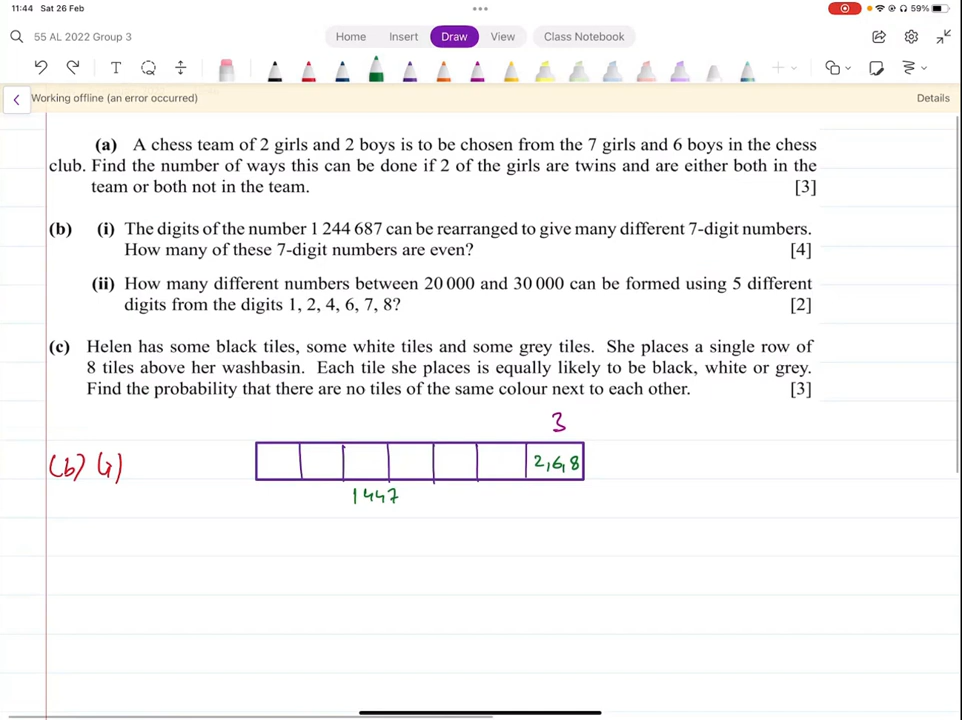 11:44 Sat 26 Feb
59%
55 AL 2022 Group 3
Home Insert Draw View Class Notebook
Working offline (an error occurred) Details
(a) A chess team of 2 girls and 2 boys is to be chosen from the 7 girls and 6 boys in the chess
club. Find the number of ways this can be done if 2 of the girls are twins and are either both in the
team or both not in the team. [3]
(b) (i) The digits of the number 1 244 687 can be rearranged to give many different 7-digit numbers.
How many of these 7-digit numbers are even? [4]
(ii) How many different numbers between 20 000 and 30 000 can be formed using 5 different
digits from the digits 1, 2, 4, 6, 7, 8? [2]
(c) Helen has some black tiles, some white tiles and some grey tiles. She places a single row of
8 tiles above her washbasin. Each tile she places is equally likely to be black, white or grey.
Find the probability that there are no tiles of the same colour next to each other. [3]
3
(b) (i)
2,6,8
1447